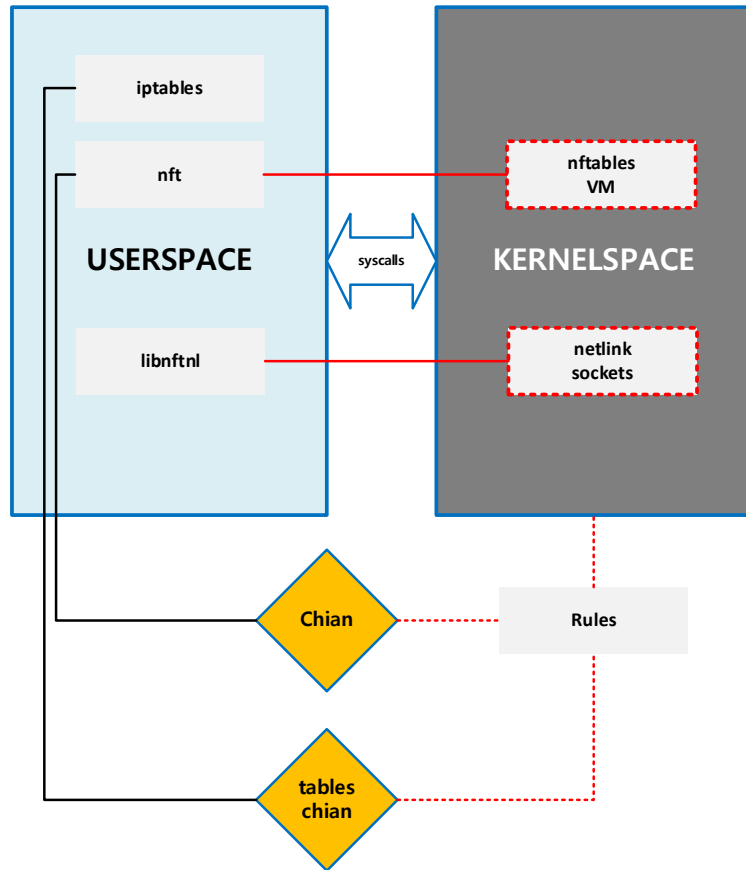 iptables
nft
nftables
VM
USERSPACE
syscalls
KERNELSPACE
libnftnl
netlink
sockets
Chian
Rules
tables
chian